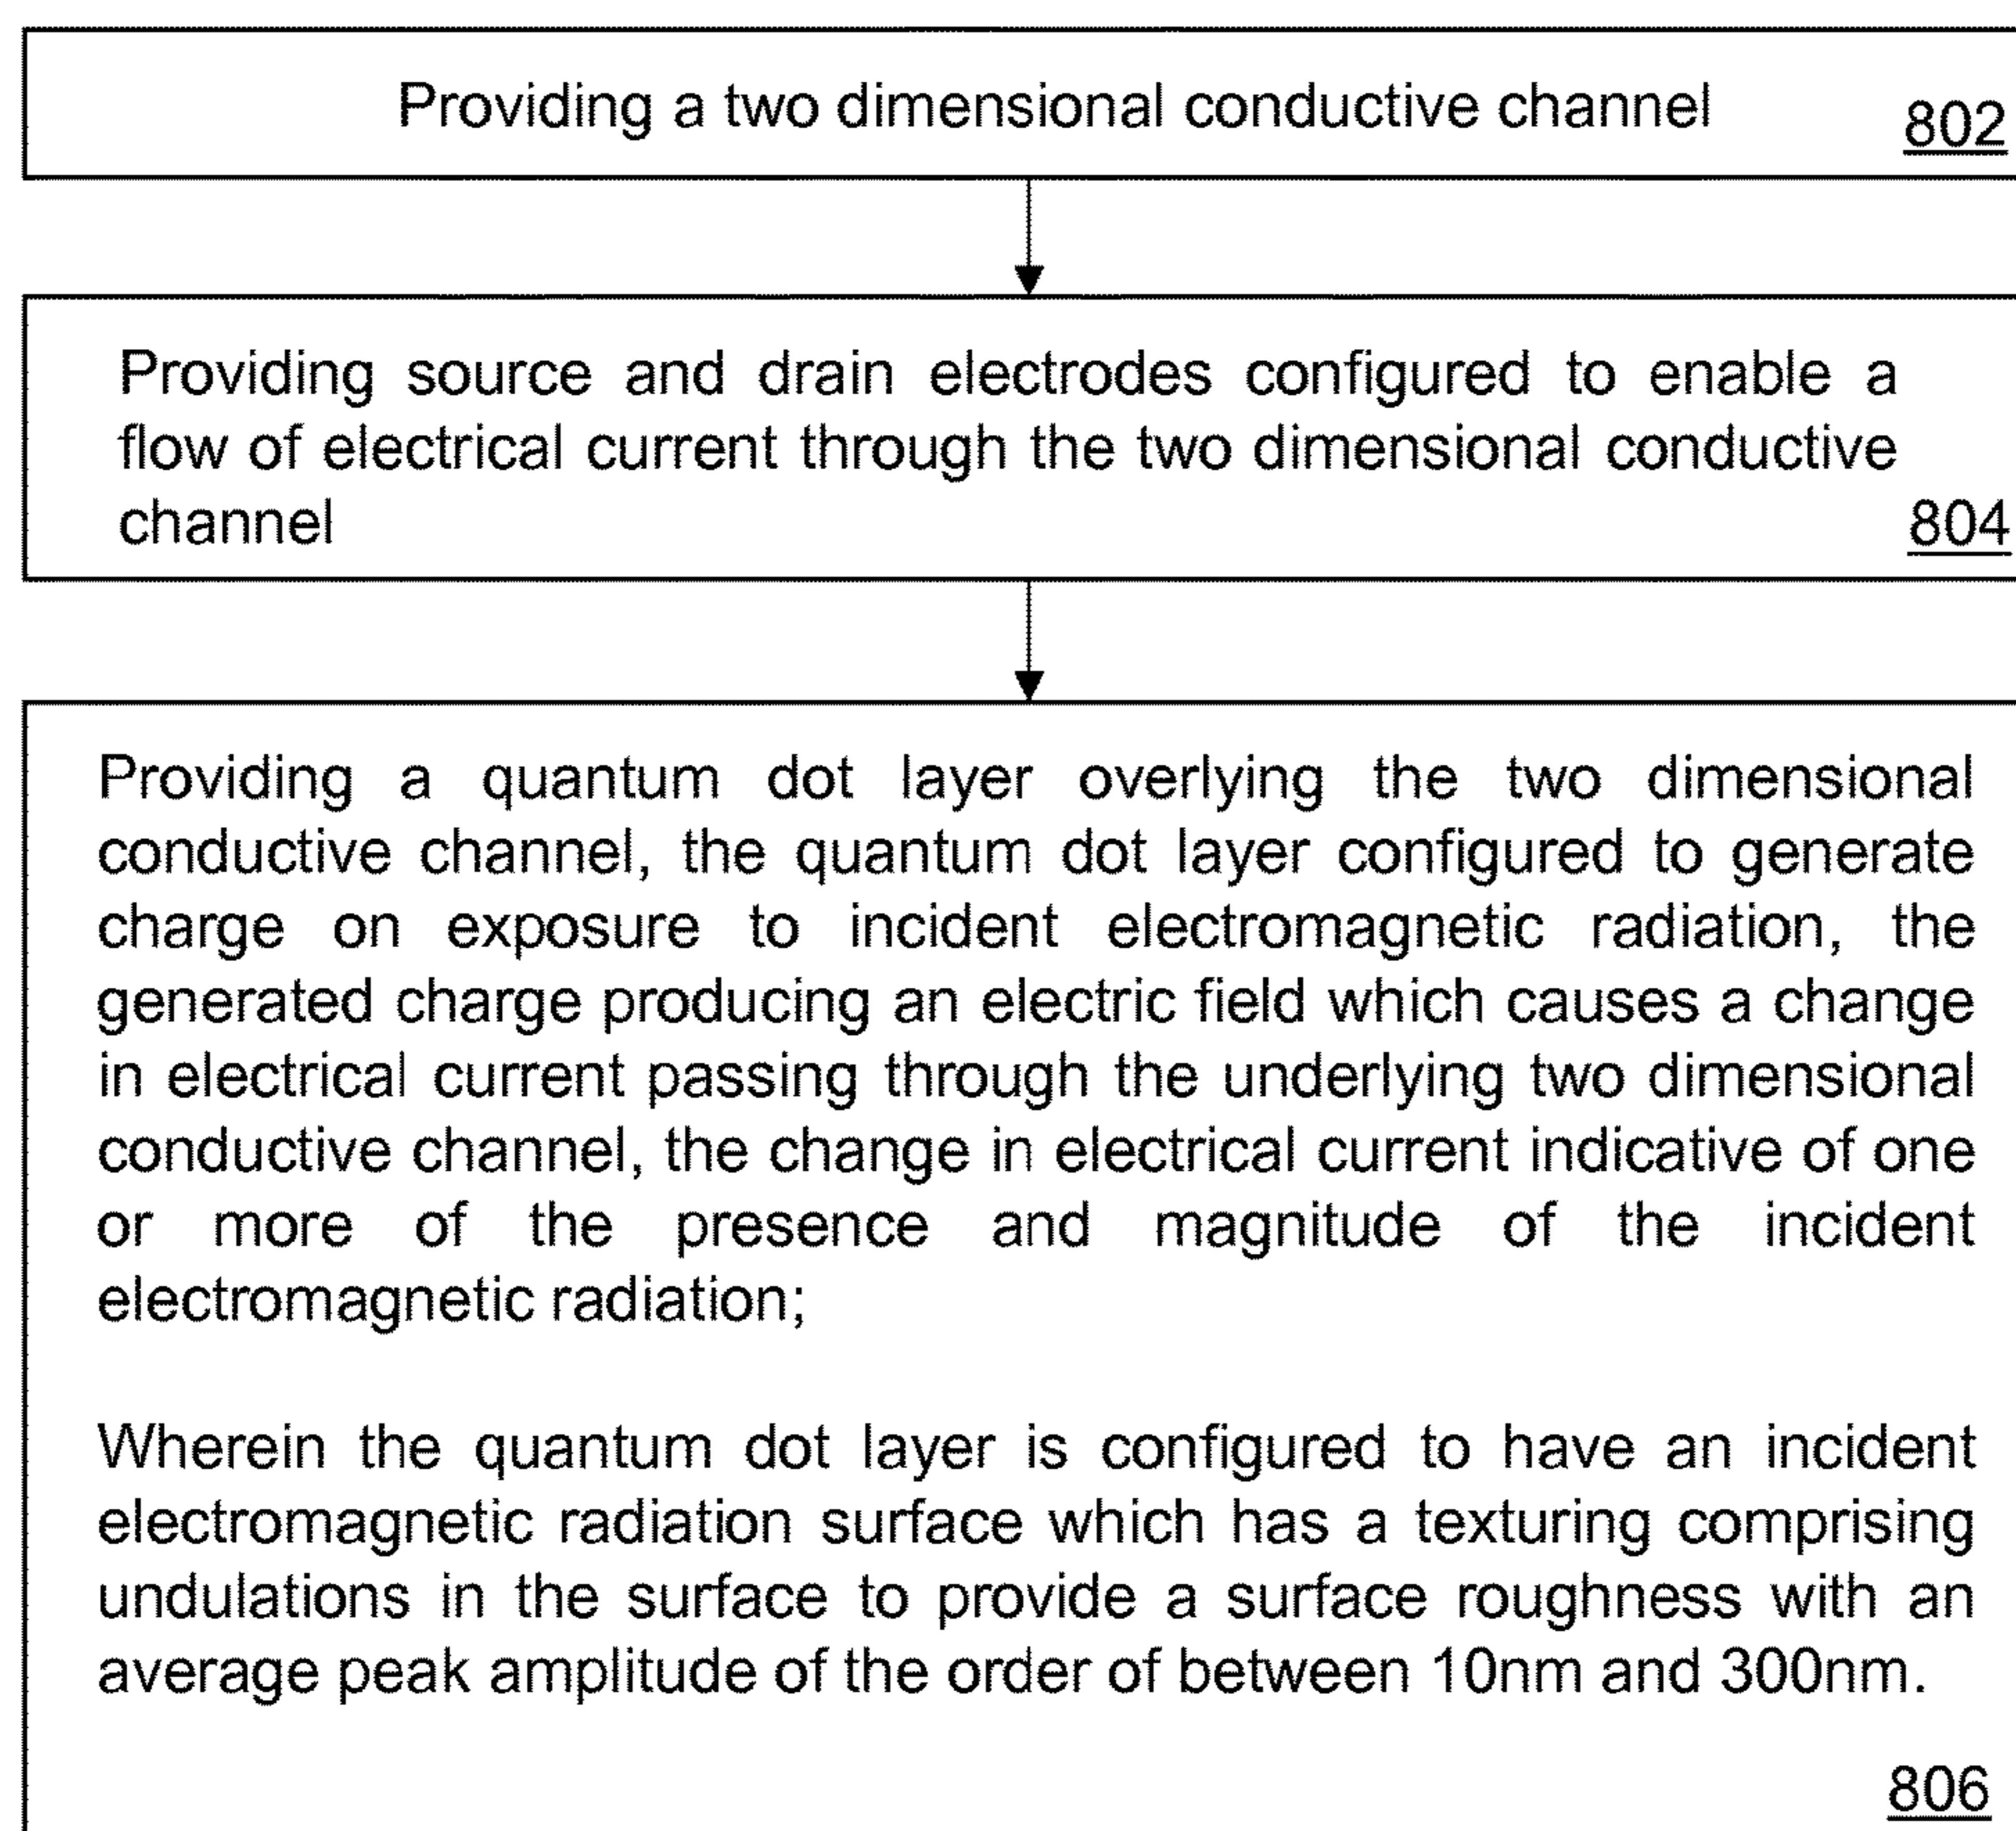 Providing a two dimensional conductive channel
802
Providing source and drain electrodes configured to enable a
flow of electrical current through the two dimensional conductive
channel
804
Providing a quantum dot layer overlying the two dimensional
conductive channel, the quantum dot layer configured to generate
charge on exposure to incident electromagnetic radiation, the
generated charge producing an electric field which causes a change
in electrical current passing through the underlying two dimensional
conductive channel, the change in electrical current indicative of one
or more of the presence and magnitude of the incident
electromagnetic radiation;
Wherein the quantum dot layer is configured to have an incident
electromagnetic radiation surface which has a texturing comprising
undulations in the surface to provide a surface roughness with an
average peak amplitude of the order of between 10nm and 300nm.
806